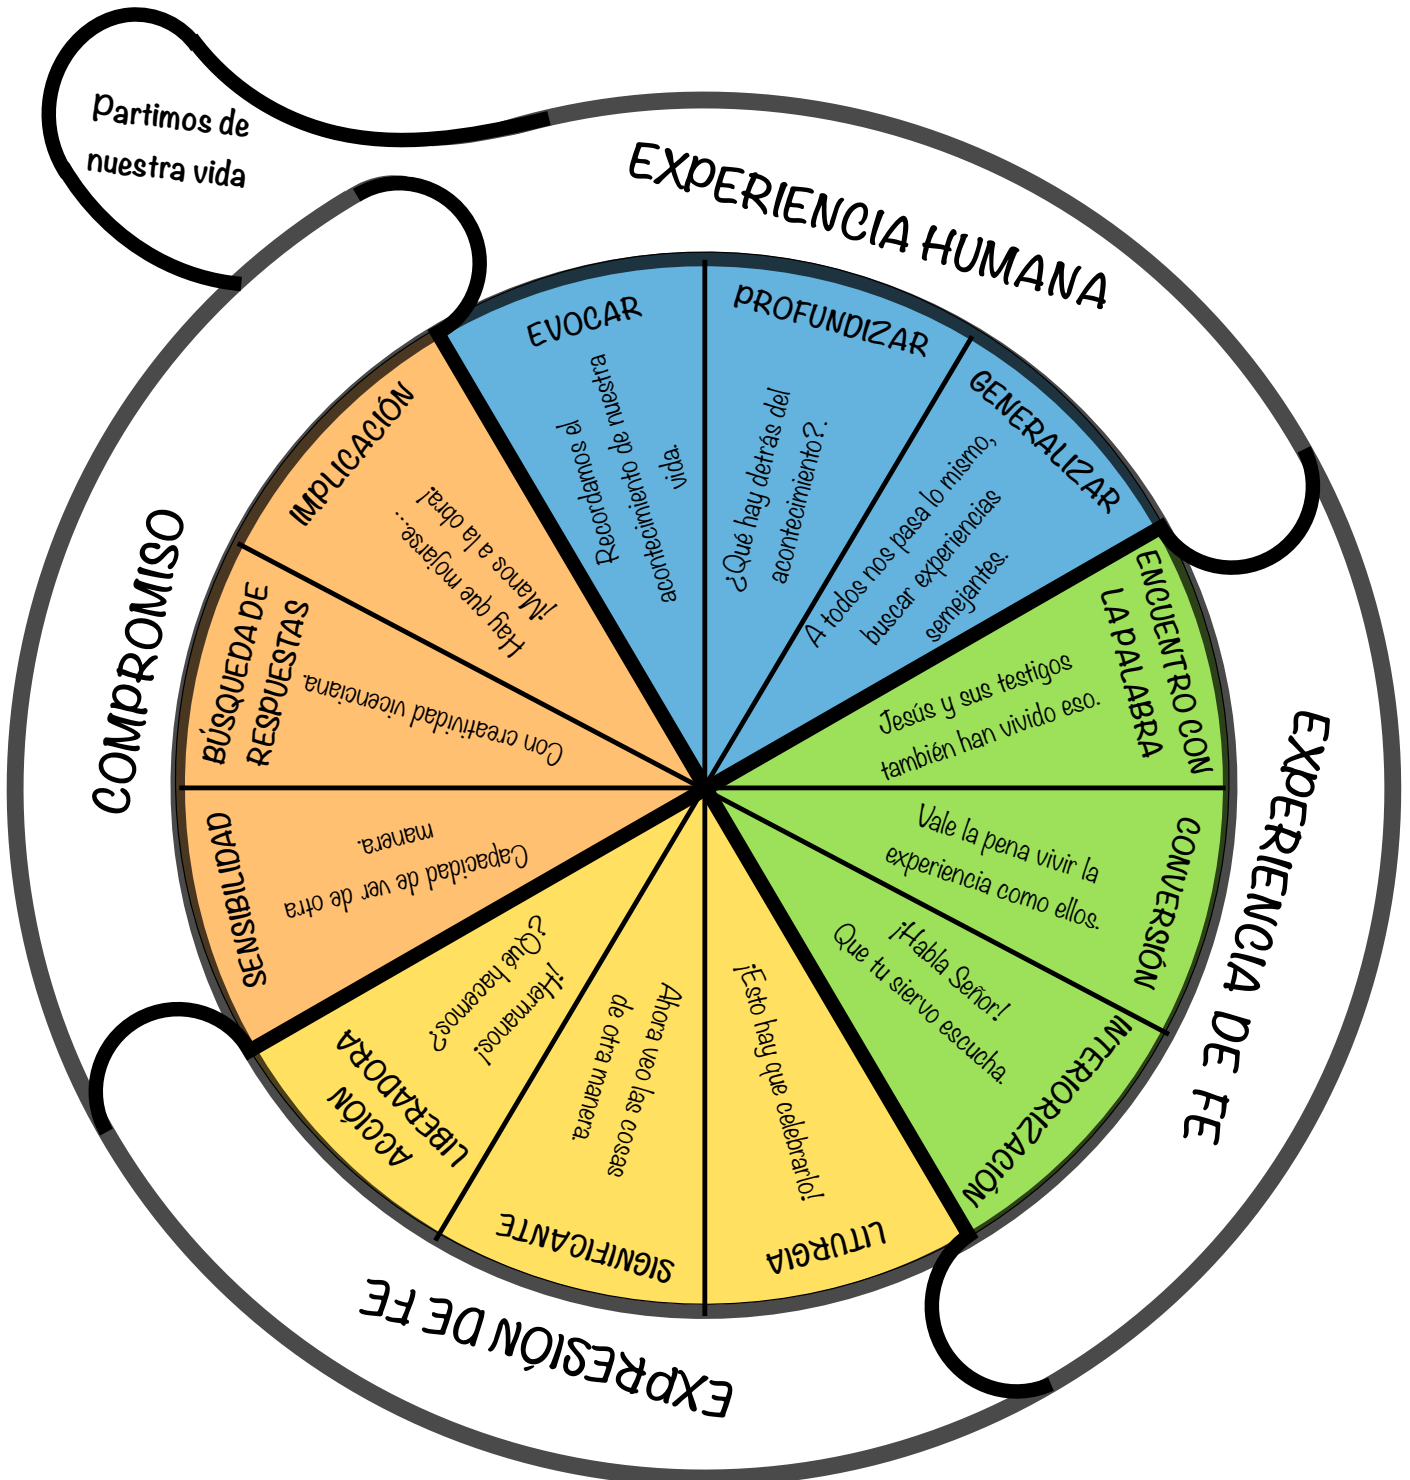 Partimos de
nuestra vida
EXPERIENCIA HUMANA
EVOCAR
Recordamos el
acontecimiento de nuestra
vida.
PROFUNDIZAR
¿Qué hay detrás del
acontecimiento?.
GENERALIZAR
A todos nos pasa lo mismo,
buscar experiencias
semejantes.
EXPERIENCIA DE FE
ENCUENTRO CON
LA PALABRA
Jesús y sus testigos
también han vivido eso.
CONVERSIÓN
Vale la pena vivir la
experiencia como ellos.
INTERIORIZACIÓN
¡Habla Señor!
Que tu siervo escucha.
EXPRESIÓN DE FE
LITURGIA
¡Esto hay que celebrarlo!
SIGNIFICANTE
Ahora veo las cosas
de otra manera.
ACCIÓN
LIBERADORA
¡Hermanos!
¿Qué hacemos?
COMPROMISO
SENSIBILIDAD
Capacidad de ver de otra
manera.
BÚSQUEDA DE
RESPUESTAS
Con creatividad vicenciana.
IMPLICACIÓN
Hay que mojarse...
¡Manos a la obra!